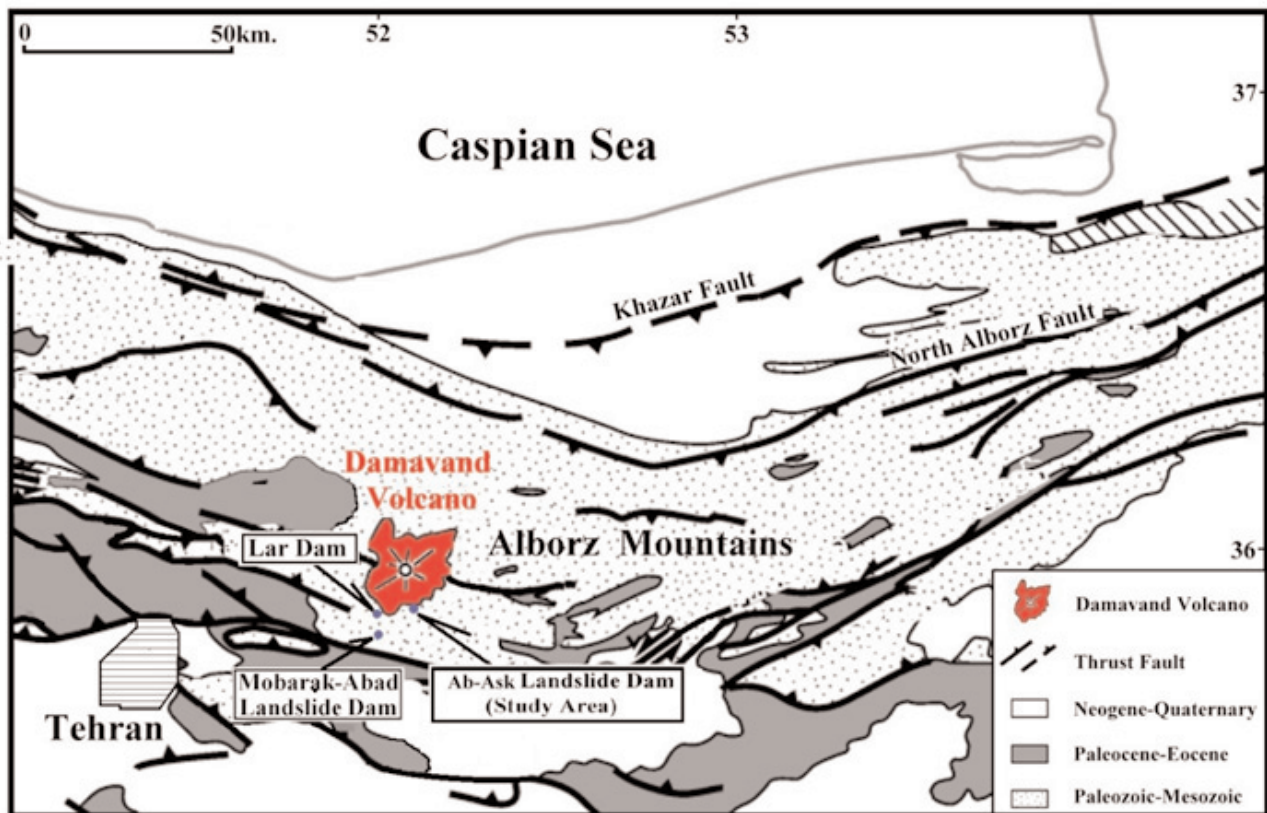 0 50km.
52
53
37
Caspian Sea
Khazar Fault
North Alborz Fault
Damavand
Volcano
Lar Dam
Alborz Mountains
36
Mobarak-Abad
Landslide Dam
Ab-Ask Landslide Dam
(Study Area)
Tehran
Damavand Volcano
Thrust Fault
Neogene-Quaternary
Paleocene-Eocene
Paleozoic-Mesozoic